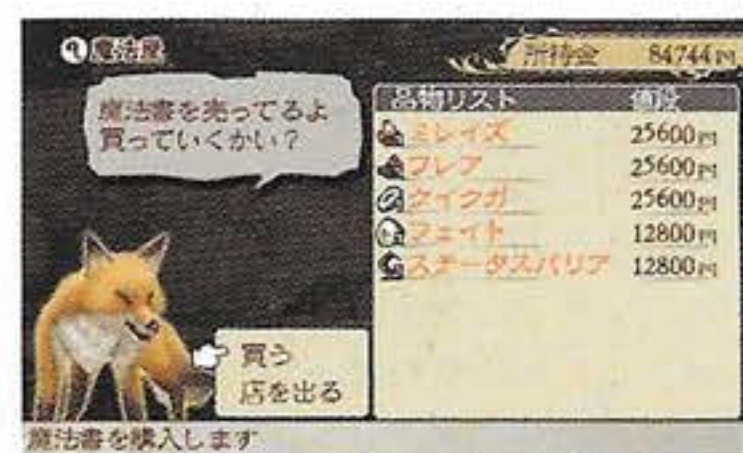 魔法屋
所持金 84744円
魔法書を売ってるよ
買っていくかい？
品物リスト 値段
ミレイズ 25600円
フレア 25600円
クイクガ 25600円
フェイト 12800円
ステータスバリア 12800円
買う
店を出る
魔法書を購入します